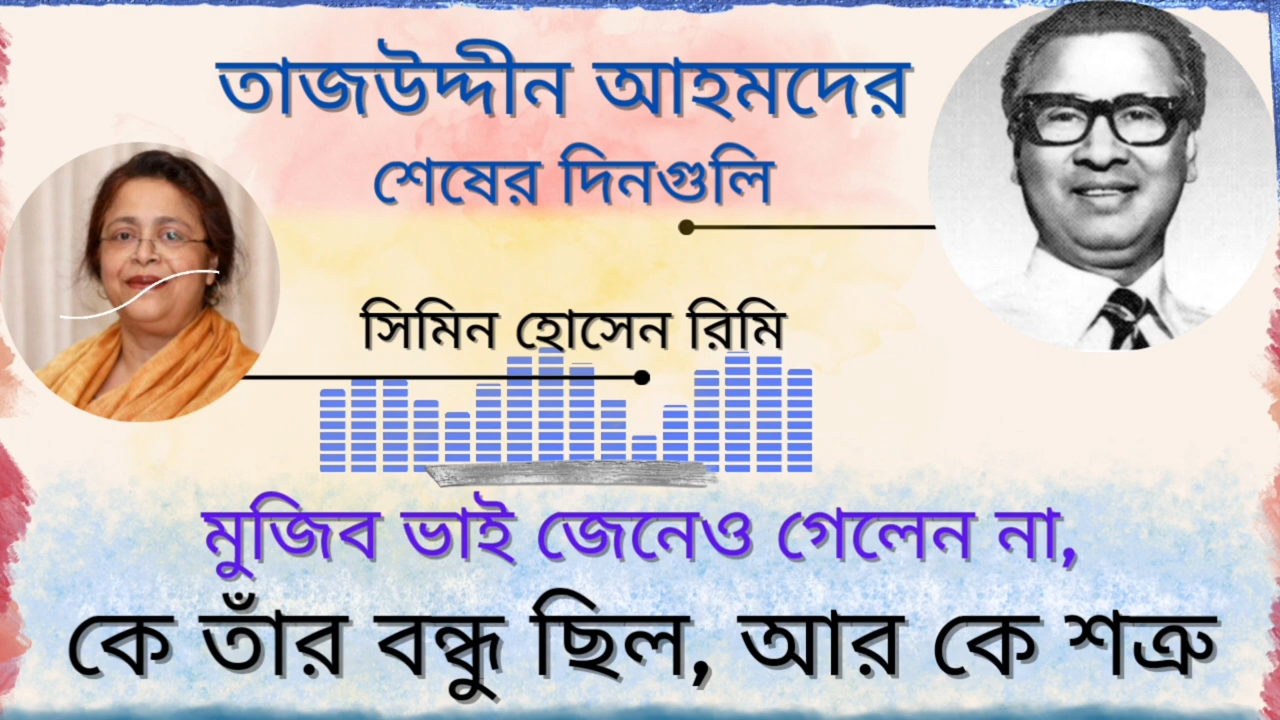 তাজউদ্দীন আহমদের
শেষের দিনগুলি
সিমিন হোসেন রিমি
মুজিব ভাই জেনেও গেলেন না,
কে তাঁর বন্ধু ছিল, আর কে শত্রু